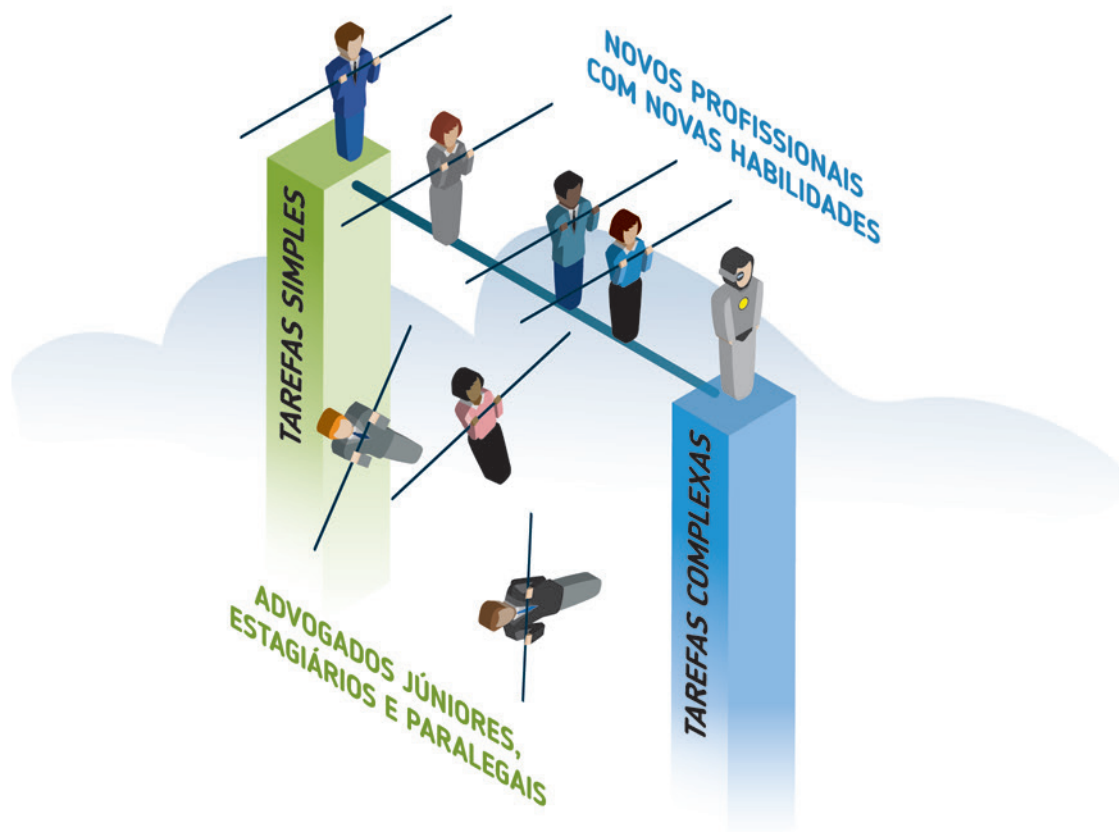 NOVOS PROFISSIONAIS
COM NOVAS HABILIDADES
TAREFAS SIMPLES
TAREFAS COMPLEXAS
ADVOGADOS JÚNIORES,
ESTAGIÁRIOS E PARALEGAIS